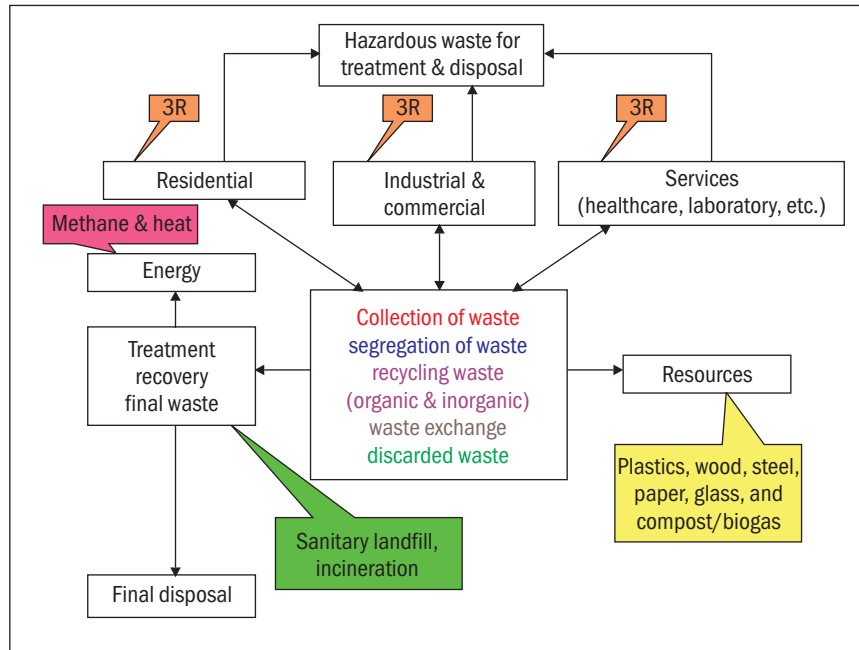 Hazardous waste for
treatment & disposal
3R
3R
3R
Residential
Industrial &
commercial
Services
(healthcare, laboratory, etc.)
Methane & heat
Energy
Collection of waste
segregation of waste
recycling waste
(organic & inorganic)
waste exchange
discarded waste
Treatment
recovery
final waste
Resources
Plastics, wood, steel,
paper, glass, and
compost/biogas
Sanitary landfill,
incineration
Final disposal